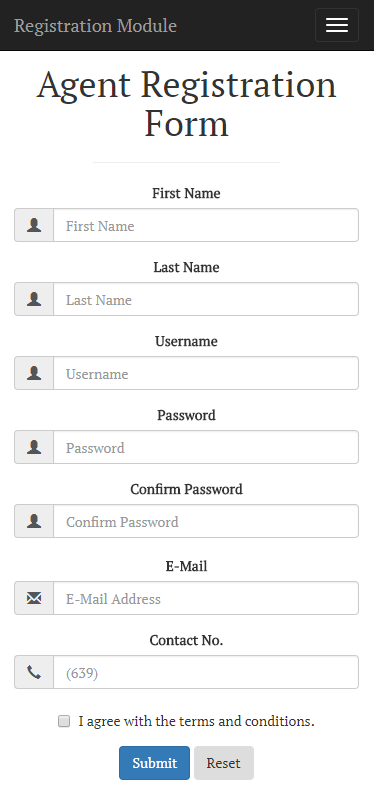 Registration Module
Agent Registration
Form
First Name
First Name
Last Name
Last Name
Username
Username
Password
Password
Confirm Password
Confirm Password
E-Mail
E-Mail Address
Contact No.
(639)
I agree with the terms and conditions.
Submit Reset